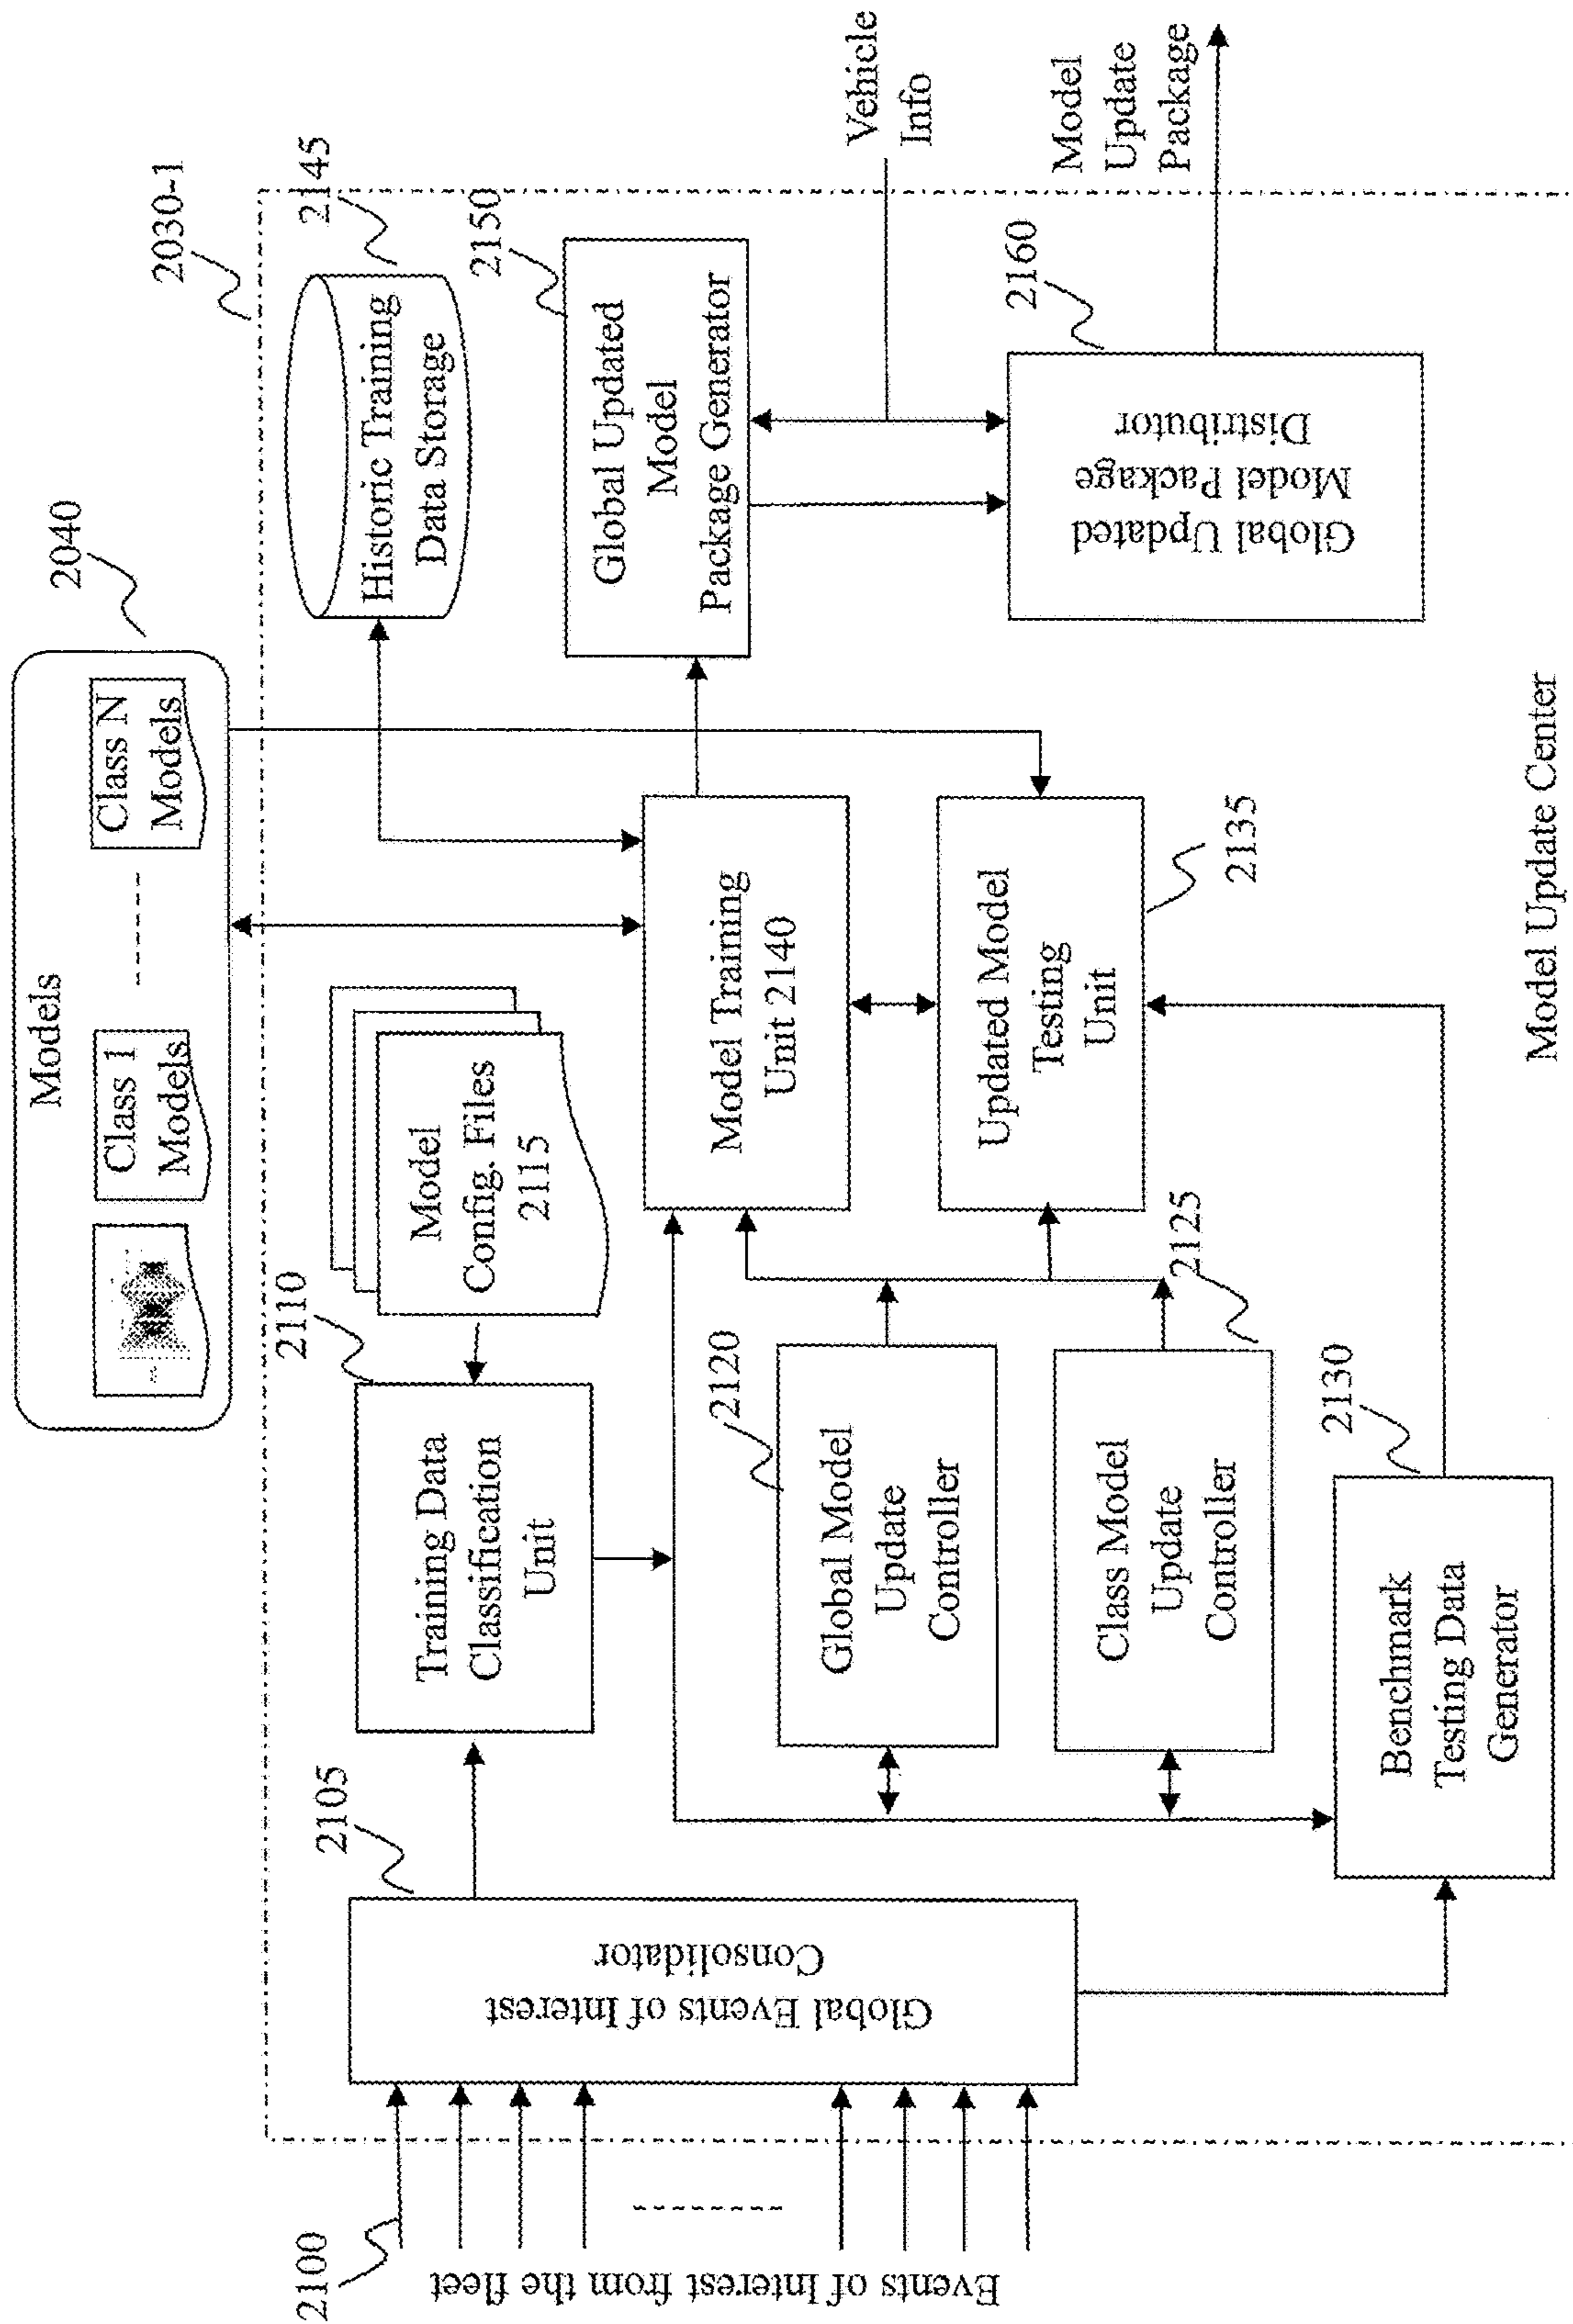 Models
Class 1
Models
Class N
Models
2040
2030-1
2100
Events of Interest from the fleet
2105
Global Events of Interest
Consolidator
2110
Training Data
Classification
Unit
Model
Config. Files
2115
Historic Training
Data Storage
2145
2120
Global Model
Update
Controller
Class Model
Update
Controller
2125
Model Training
Unit 2140
Updated Model
Testing
Unit
2135
Benchmark
Testing Data
Generator
2130
Global Updated
Model
Package Generator
2150
Global Updated
Model Package
Distributor
2160
Vehicle
Info
Model
Update
Package
Model Update Center